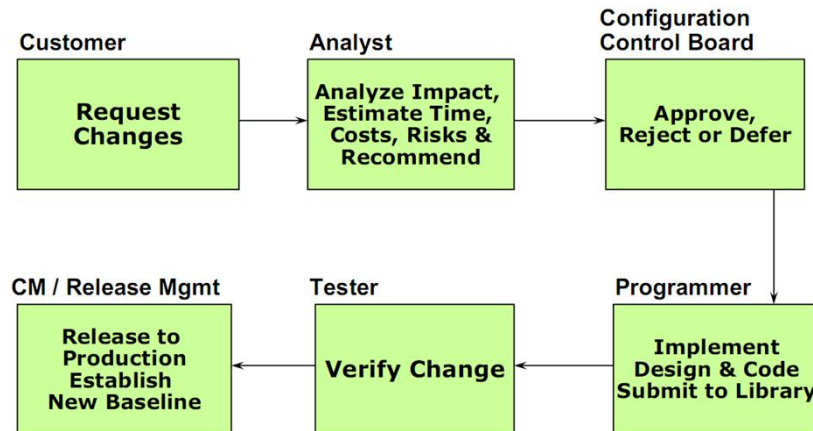 Customer
Request
Changes
Analyst
Analyze Impact,
Estimate Time,
Costs, Risks &
Recommend
Configuration
Control Board
Approve,
Reject or Defer
Programmer
Implement
Design & Code
Submit to Library
Tester
Verify Change
CM / Release Mgmt
Release to
Production
Establish
New Baseline